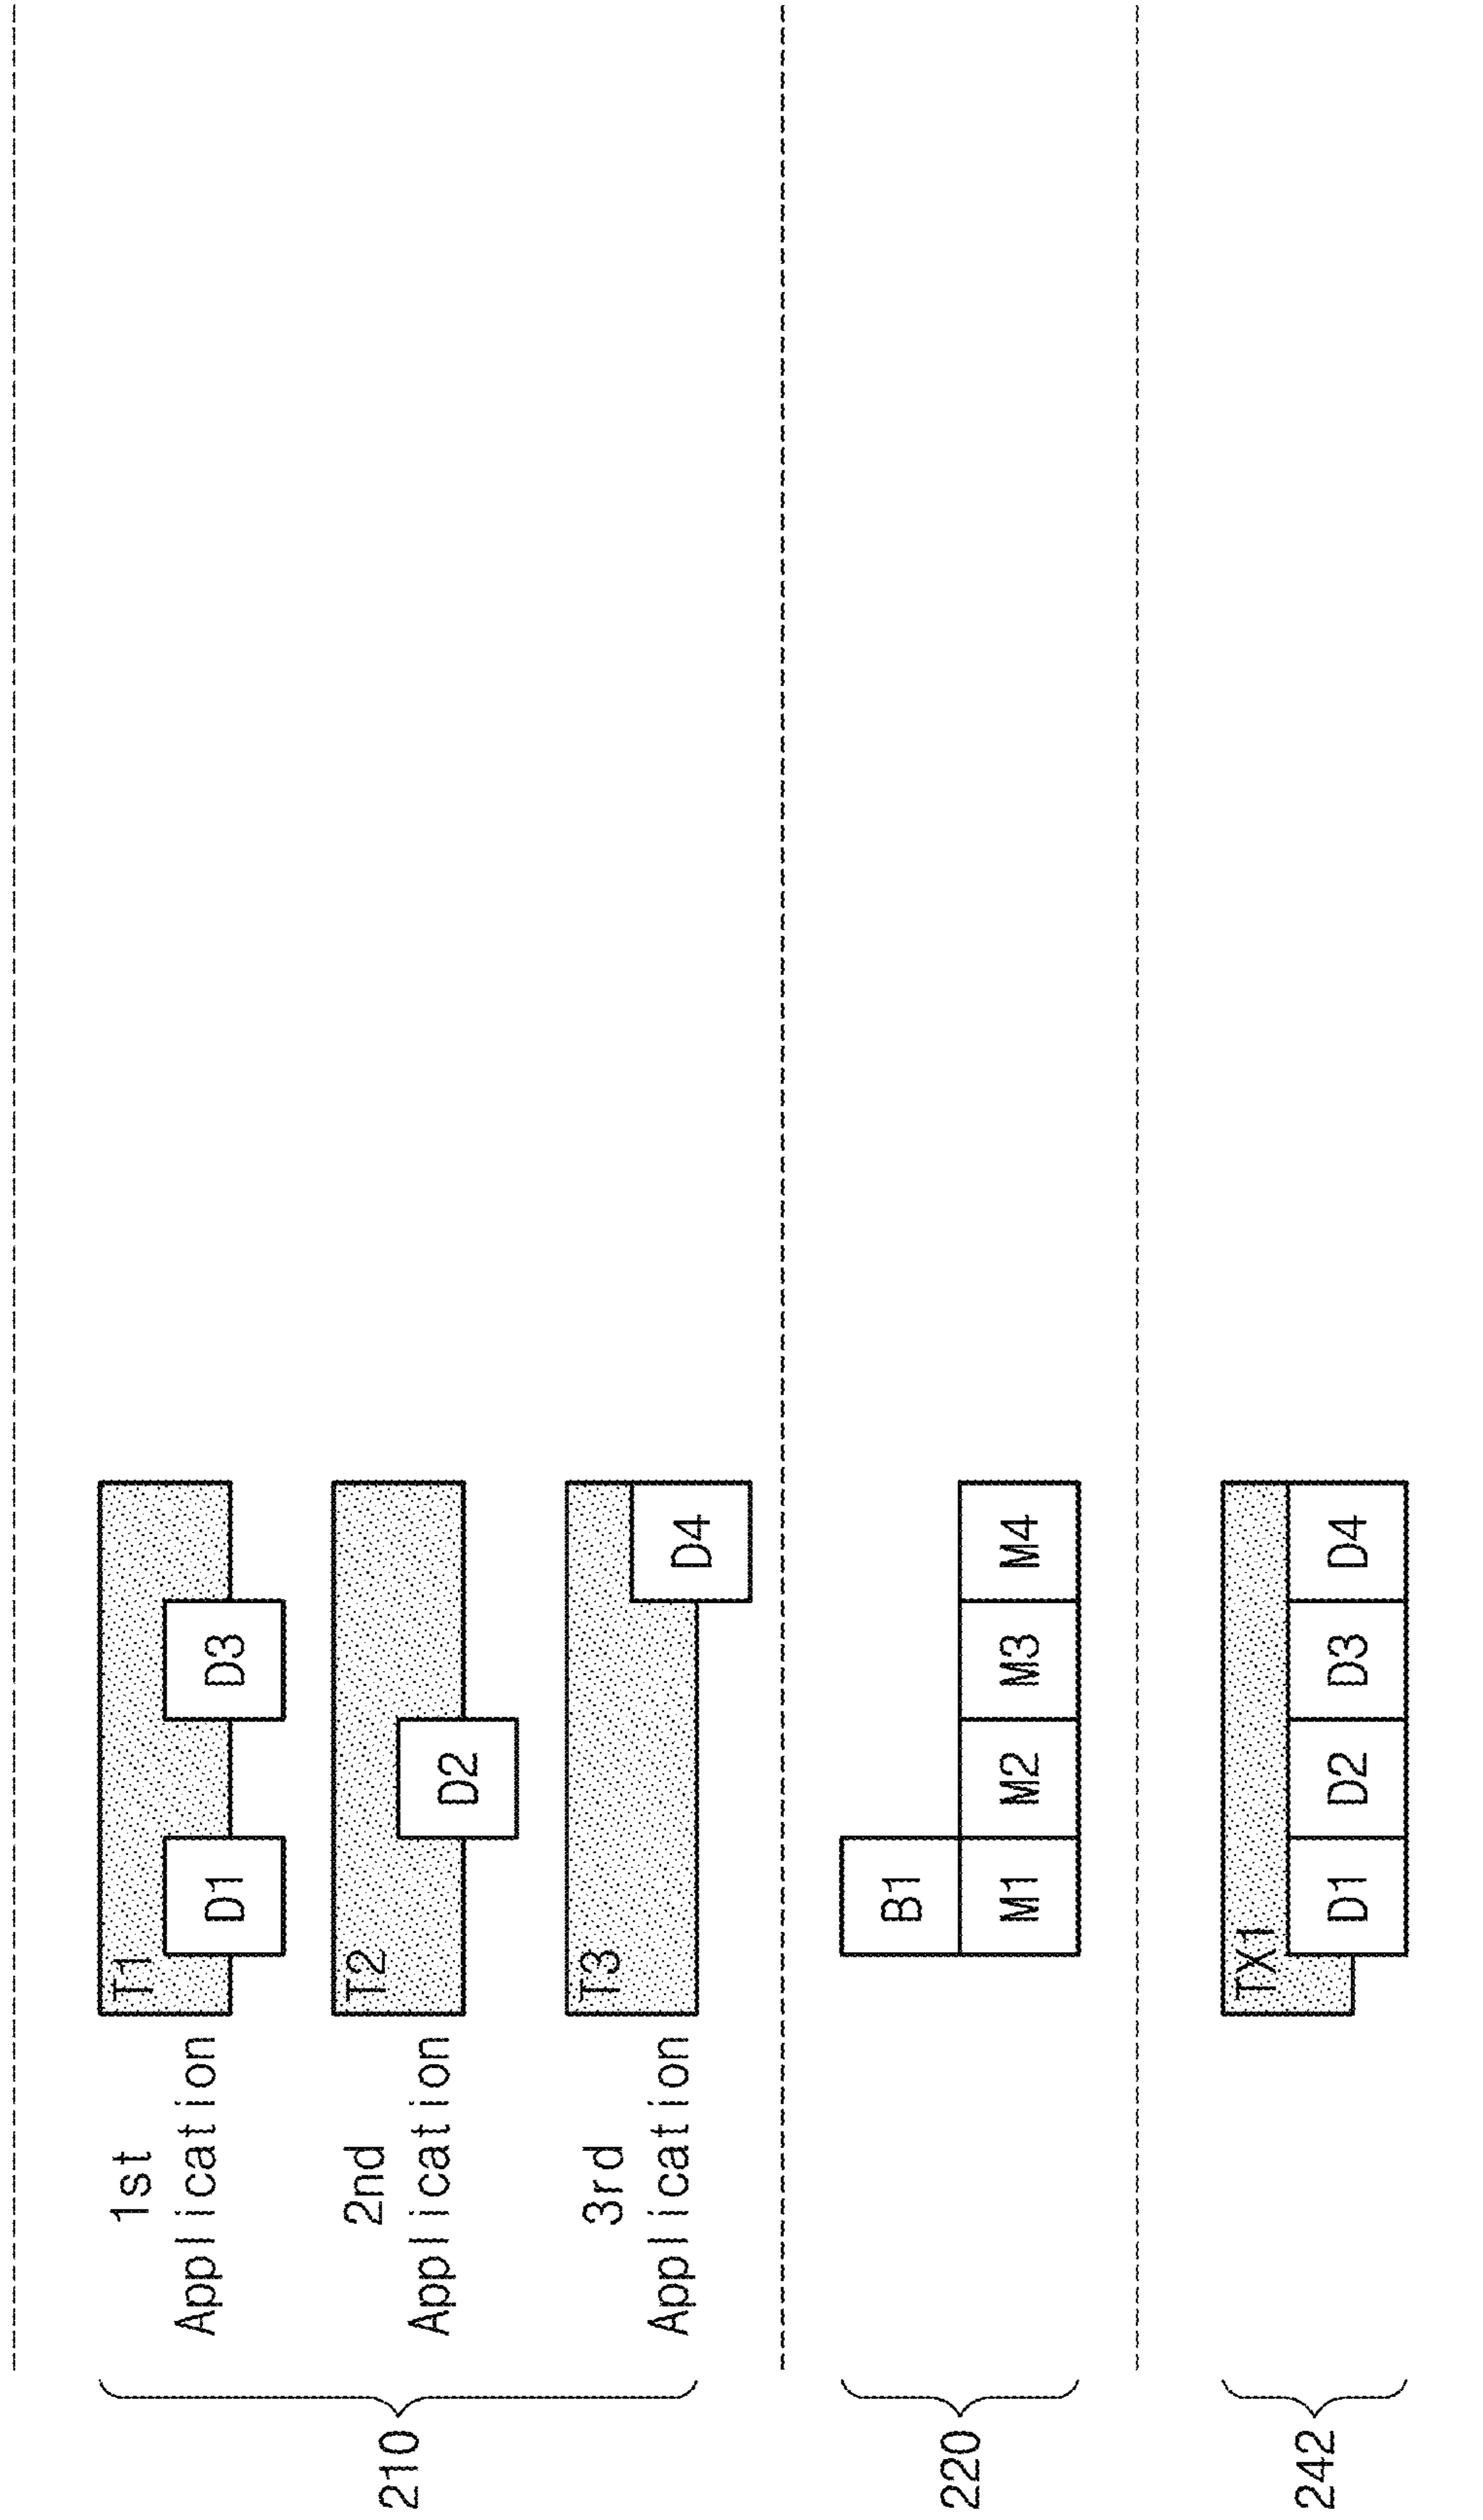 210
1st
Application
T1
D1
D3
2nd
Application
T2
D2
3rd
Application
T3
D4
220
B1
M1 M2 M3 M4
242
TX1
D1 D2 D3 D4